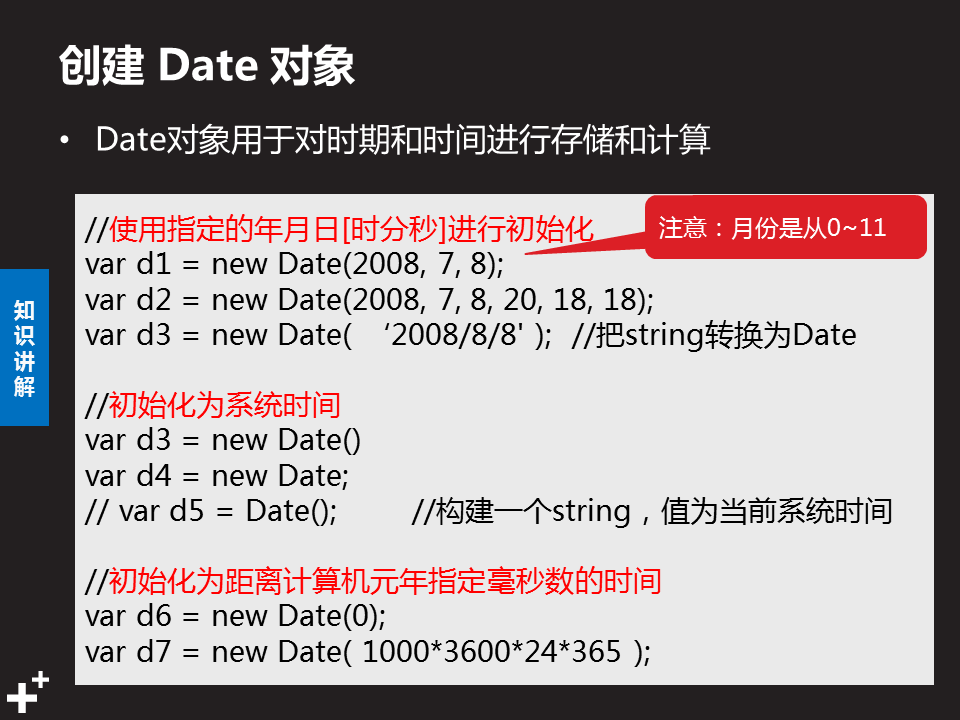 创建 Date 对象
• Date对象用于对时期和时间进行存储和计算
//使用指定的年月日[时分秒]进行初始化
注意：月份是从0~11
var d1 = new Date(2008, 7, 8);
var d2 = new Date(2008, 7, 8, 20, 18, 18);
var d3 = new Date( ‘2008/8/8' ); //把string转换为Date
//初始化为系统时间
var d3 = new Date()
var d4 = new Date;
// var d5 = Date(); //构建一个string，值为当前系统时间
//初始化为距离计算机元年指定毫秒数的时间
var d6 = new Date(0);
var d7 = new Date( 1000*3600*24*365 );
知
识
讲
解